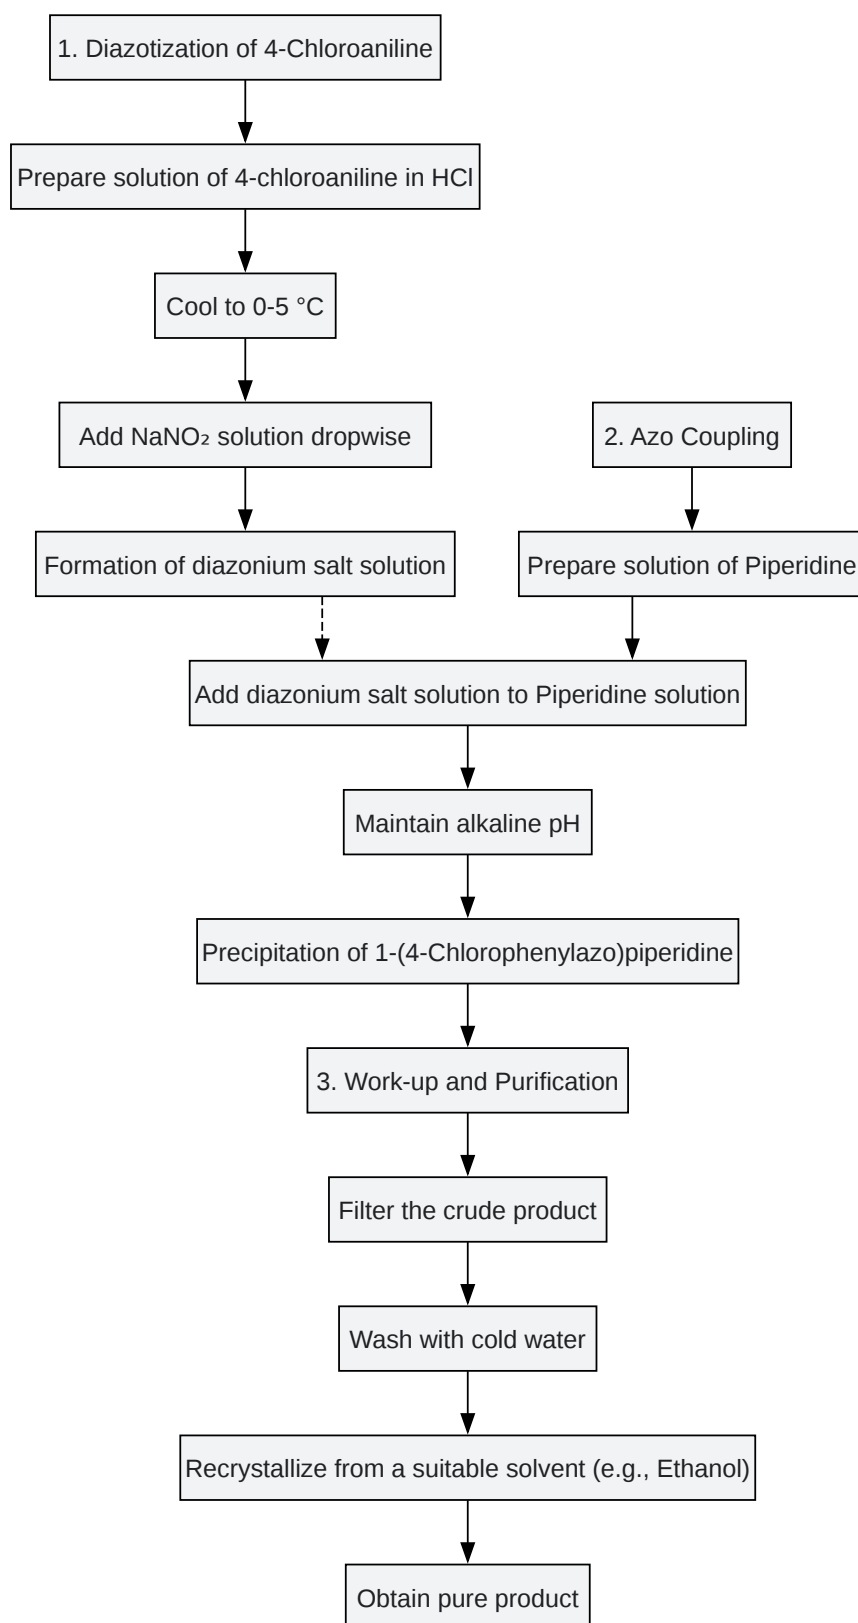 1. Diazotization of 4-Chloroaniline
Prepare solution of 4-chloroaniline in HCl
Cool to 0-5 °C
Add NaNO₂ solution dropwise
2. Azo Coupling
Formation of diazonium salt solution
Prepare solution of Piperidine
Add diazonium salt solution to Piperidine solution
Maintain alkaline pH
Precipitation of 1-(4-Chlorophenylazo)piperidine
3. Work-up and Purification
Filter the crude product
Wash with cold water
Recrystallize from a suitable solvent (e.g., Ethanol)
Obtain pure product